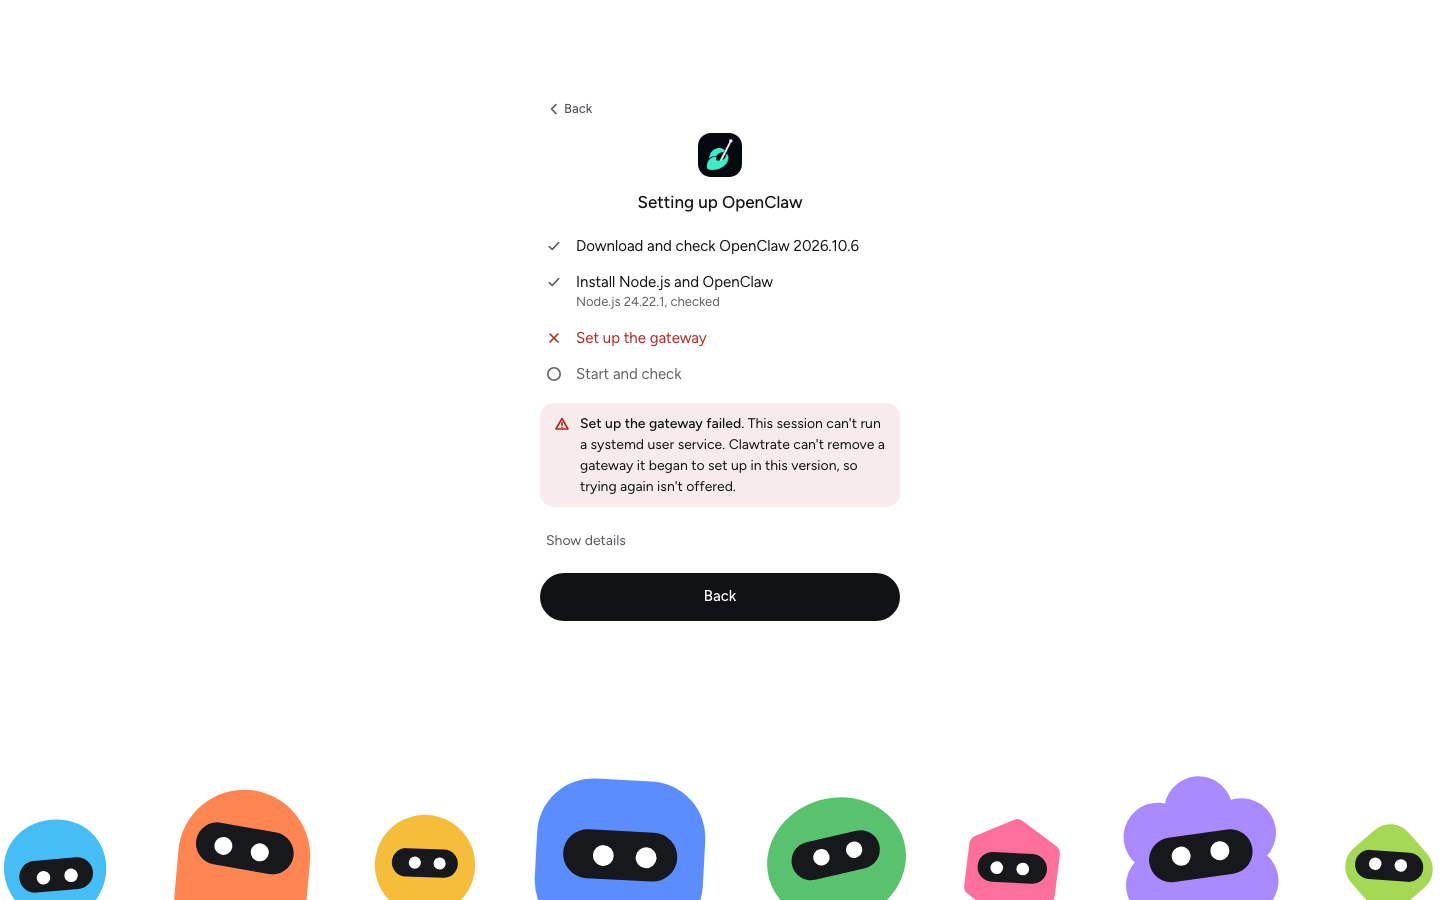 Back
Setting up OpenClaw
Download and check OpenClaw 2026.10.6
Install Node.js and OpenClaw
Node.js 24.22.1, checked
Set up the gateway
Start and check
Set up the gateway failed. This session can't run
a systemd user service. Clawtrate can't remove a
gateway it began to set up in this version, so
trying again isn't offered.
Show details
Back